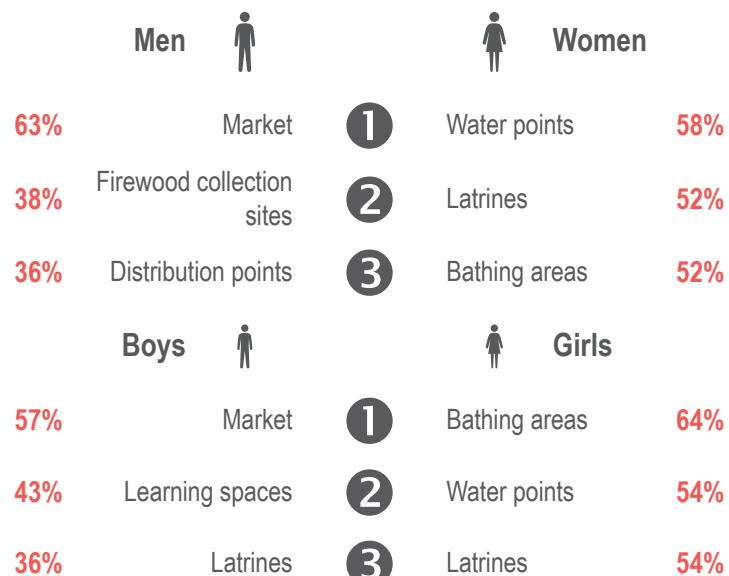 Men Women
63% Market 1 Water points 58%
38% Firewood collection sites 2 Latrines 52%
36% Distribution points 3 Bathing areas 52%
Boys Girls
57% Market 1 Bathing areas 64%
43% Learning spaces 2 Water points 54%
36% Latrines 3 Latrines 54%